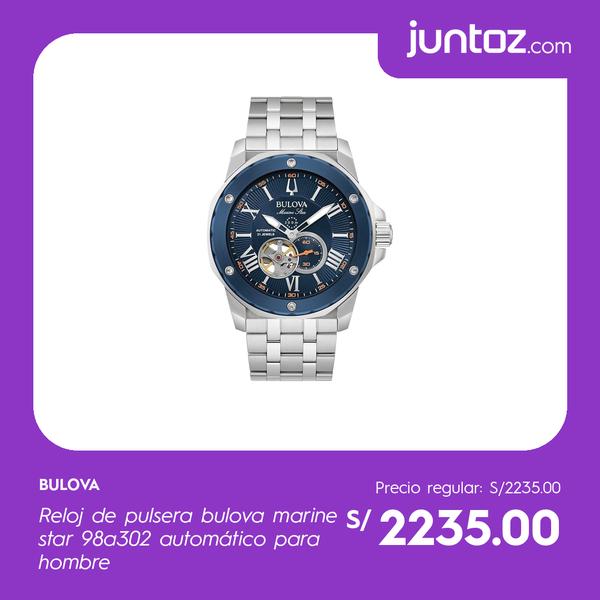 juntoz.com
BULOVA
Marine Star
AUTOMATIC
21 JEWELS
BULOVA
Reloj de pulsera bulova marine
star 98a302 automático para
hombre
Precio regular: S/2235.00
S/ 2235.00